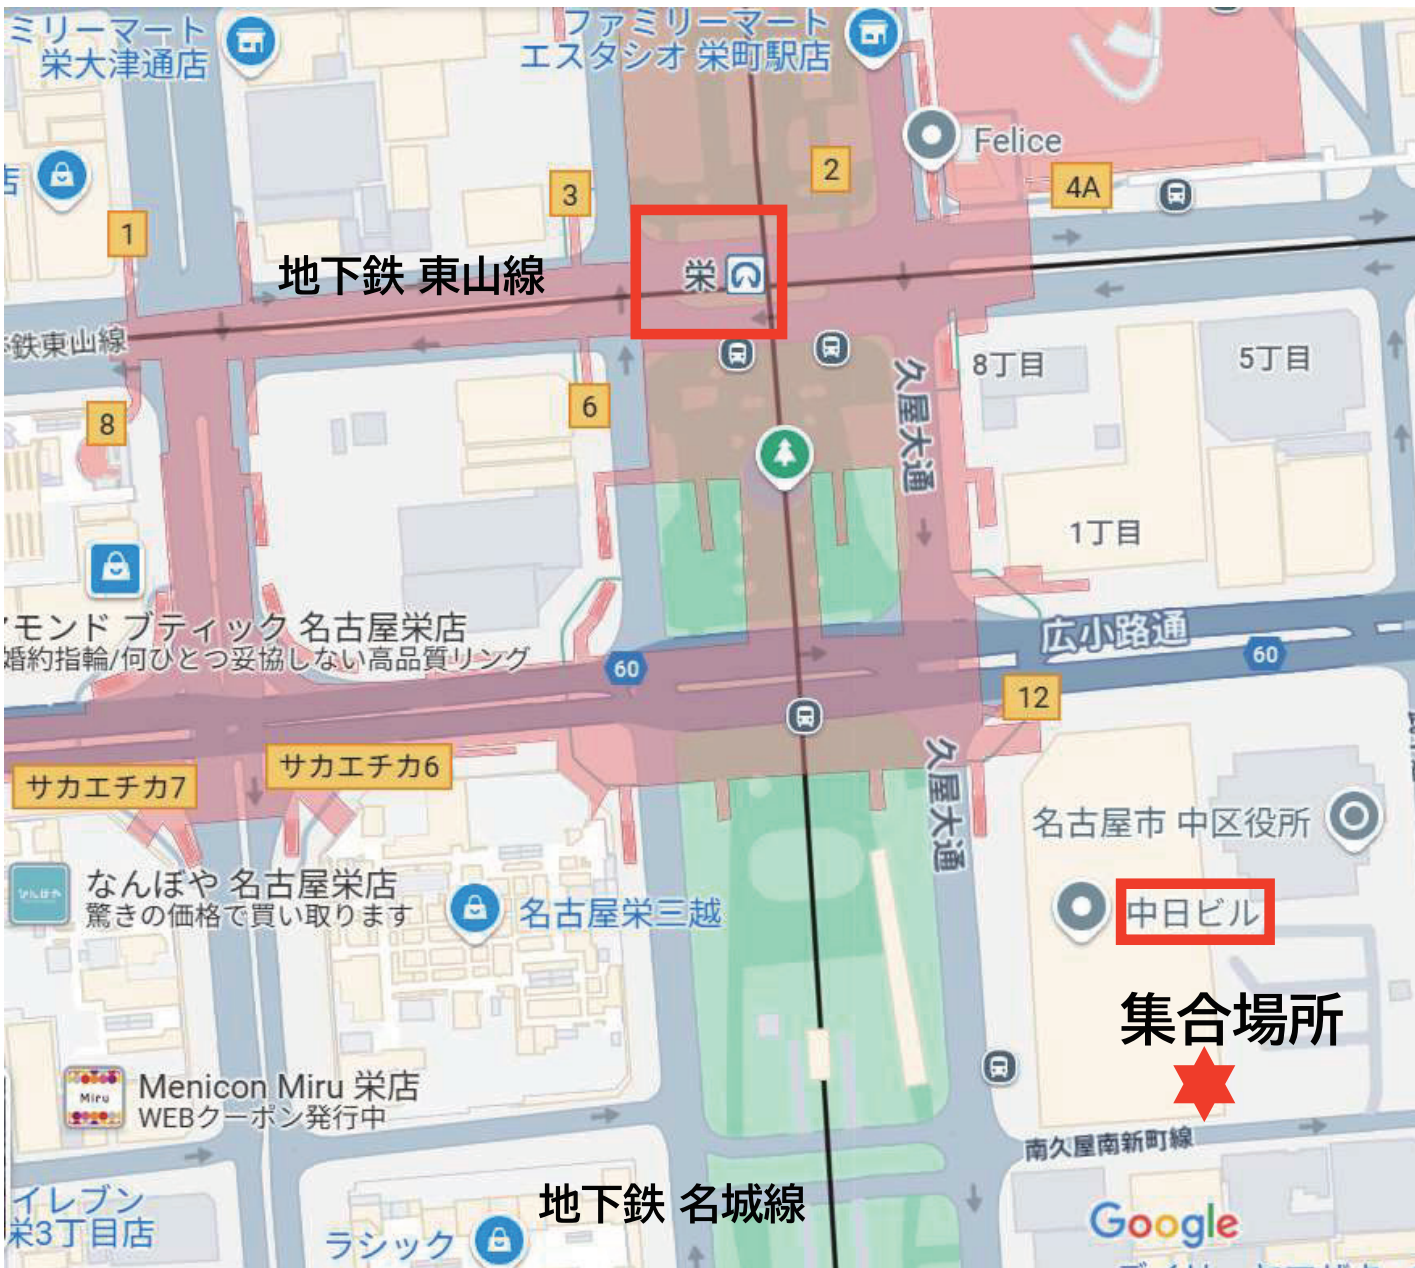 ミリーマート
栄大津通店
ファミリーマート
エスタシオ 栄町駅店
Felice
店
1
3
2
4A
地下鉄 東山線
栄
鉄東山線
8丁目
5丁目
8
6
久屋大通
1丁目
モンド ブティック 名古屋栄店
婚約指輪/何ひとつ妥協しない高品質リング
広小路通
60
60
12
サカエチカ7
サカエチカ6
久屋大通
名古屋市 中区役所
なんぼや
なんぼや 名古屋栄店
驚きの価格で買い取ります
名古屋栄三越
中日ビル
集合場所
Miru
Menicon Miru 栄店
WEBクーポン発行中
南久屋南新町線
イレブン
栄3丁目店
地下鉄 名城線
ラシック
Google